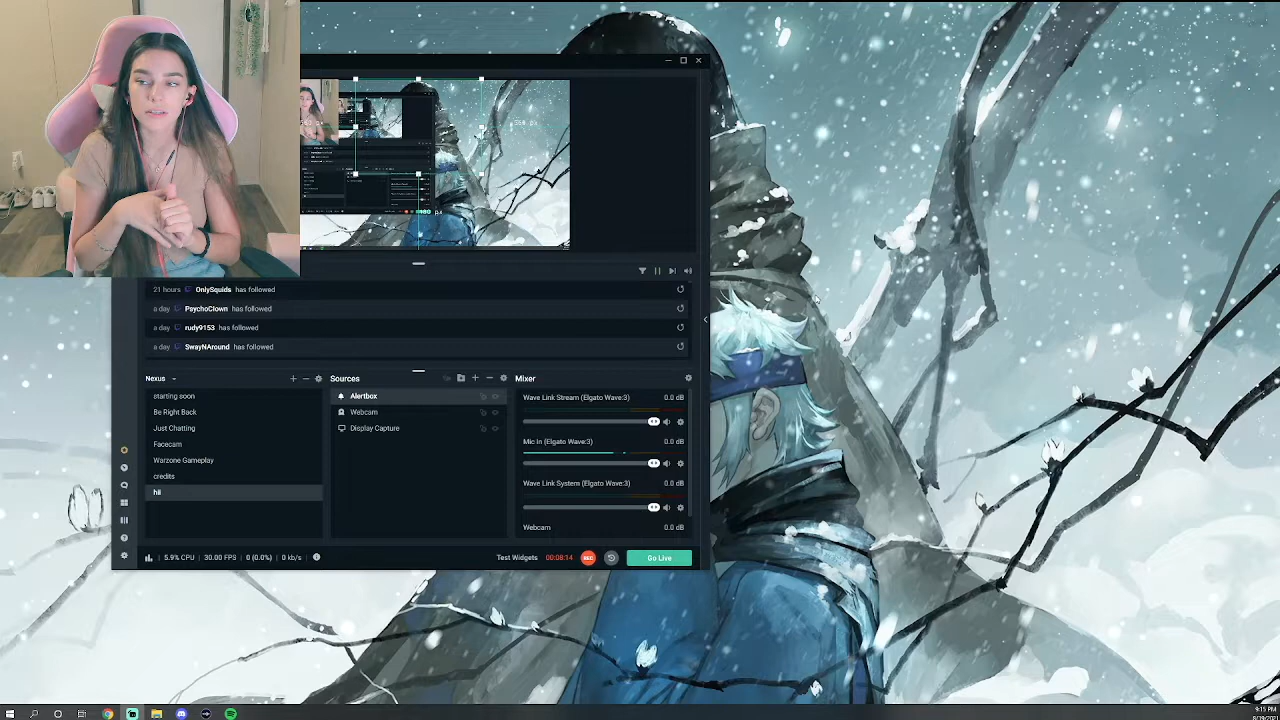 21 hours OnlySquids has followed
a day PsychoClown has followed
a day rudy9153 has followed
a day SwayNAround has followed
Nexus
starting soon
Be Right Back
Just Chatting
Facecam
Warzone Gameplay
credits
hii
Sources
Alertbox
Webcam
Display Capture
Mixer
Wave Link Stream (Elgato Wave:3) 0.0 dB
Mic In (Elgato Wave:3) 0.0 dB
Wave Link System (Elgato Wave:3) 0.0 dB
Webcam 0.0 dB
5.9% CPU 30.00 FPS 0 (0.0%) 0 kb/s
Test Widgets 00:08:14 REC Go Live
9:15 PM